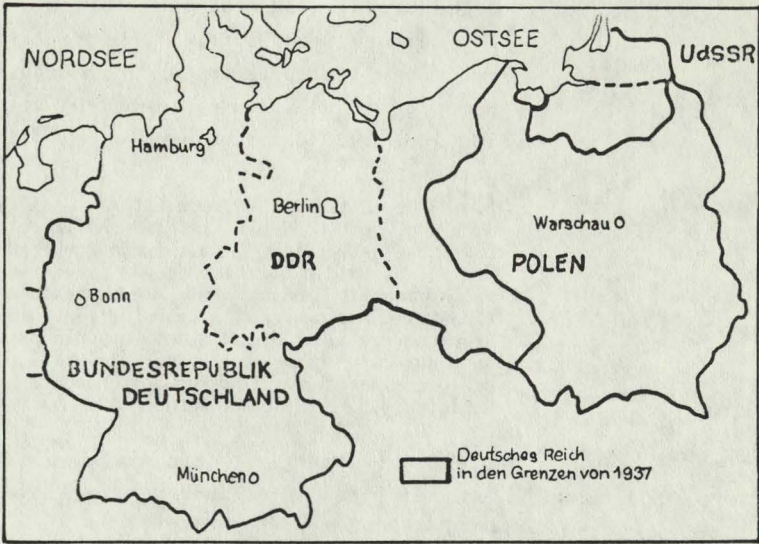 NORDSEE
OSTSEE
UdSSR
Hamburg
Berlin
Warschau
DDR
POLEN
Bonn
BUNDESREPUBLIK
DEUTSCHLAND
Deutsches Reich
in den Grenzen von 1937
München